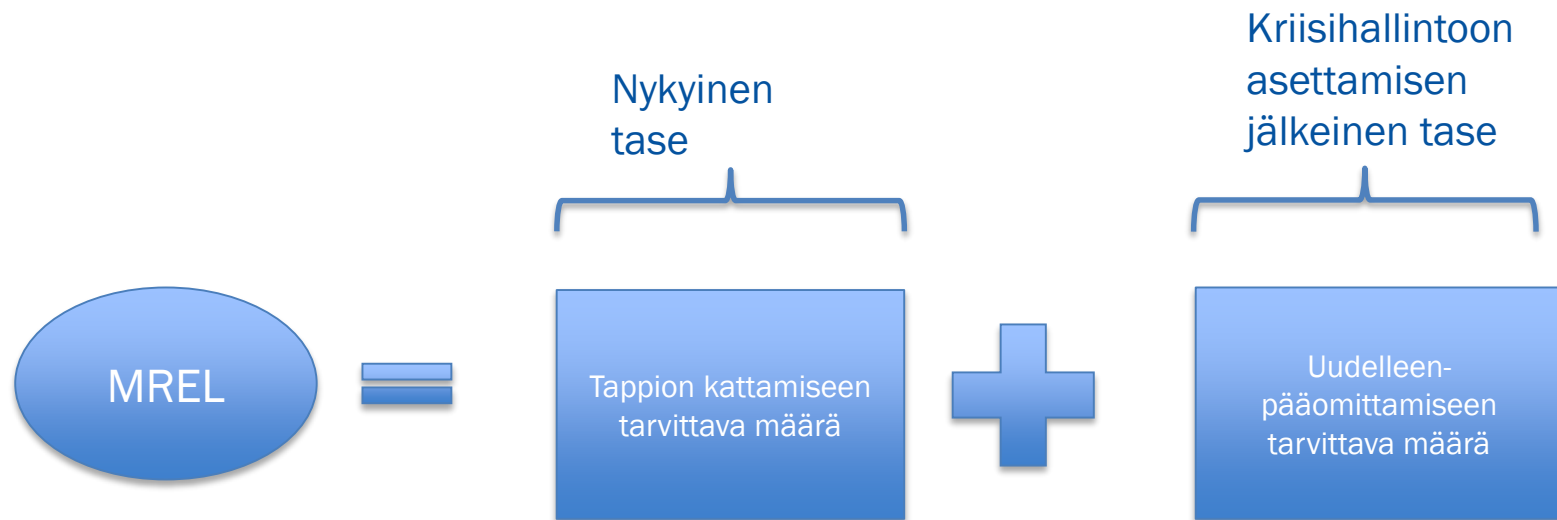 Nykyinen
tase
Kriisihallintoon
asettamisen
jälkeinen tase
MREL
Tappion kattamiseen
tarvittava määrä
Uudelleen-
pääomittamiseen
tarvittava määrä